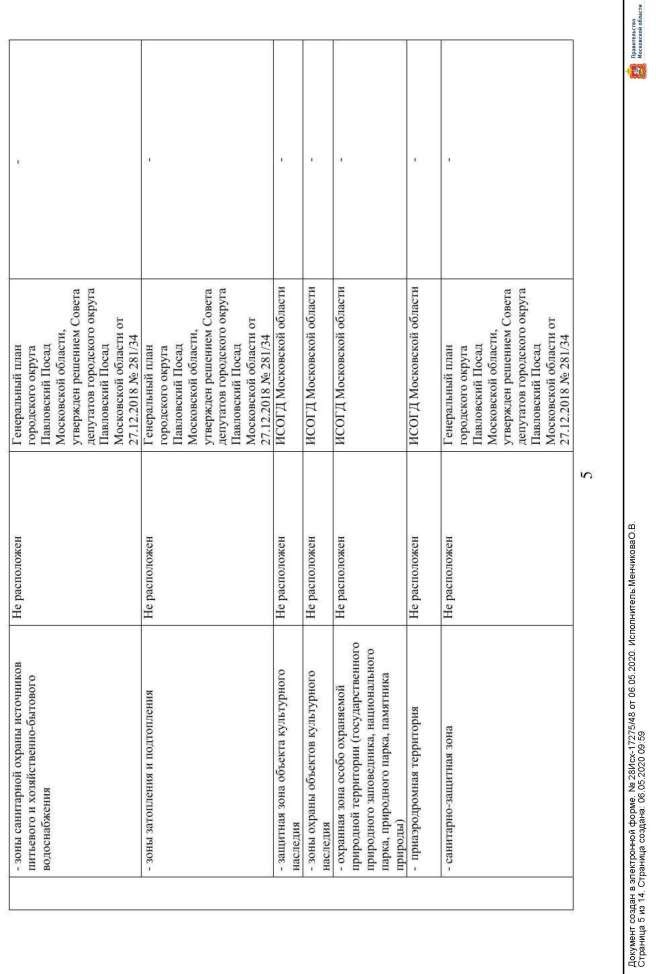 - зоны санитарной охраны источников
питьевого и хозяйственно-бытового
водоснабжения
Не расположен
Генеральный план
городского округа
Павловский Посад
Московской области,
утвержден решением Совета
депутатов городского округа
Павловский Посад
Московской области от
27.12.2018 № 281/34
-
- зоны затопления и подтопления
Не расположен
Генеральный план
городского округа
Павловский Посад
Московской области,
утвержден решением Совета
депутатов городского округа
Павловский Посад
Московской области от
27.12.2018 № 281/34
-
- защитная зона объекта культурного
наследия
Не расположен
ИСОГД Московской области
-
- зоны охраны объектов культурного
наследия
Не расположен
ИСОГД Московской области
-
- охранная зона особо охраняемой
природной территории (государственного
природного заповедника, национального
парка, природного парка, памятника
природы)
Не расположен
ИСОГД Московской области
-
- приаэродромная территория
Не расположен
ИСОГД Московской области
-
- санитарно-защитная зона
Не расположен
Генеральный план
городского округа
Павловский Посад
Московской области,
утвержден решением Совета
депутатов городского округа
Павловский Посад
Московской области от
27.12.2018 № 281/34
-
5
Документ создан в электронной форме. № 28Исх-17275/48 от 06.05.2020. Исполнитель:МенчиковаО.В.
Страница 5 из 14. Страница создана: 06.05.2020 09:59
Правительство
Московской области